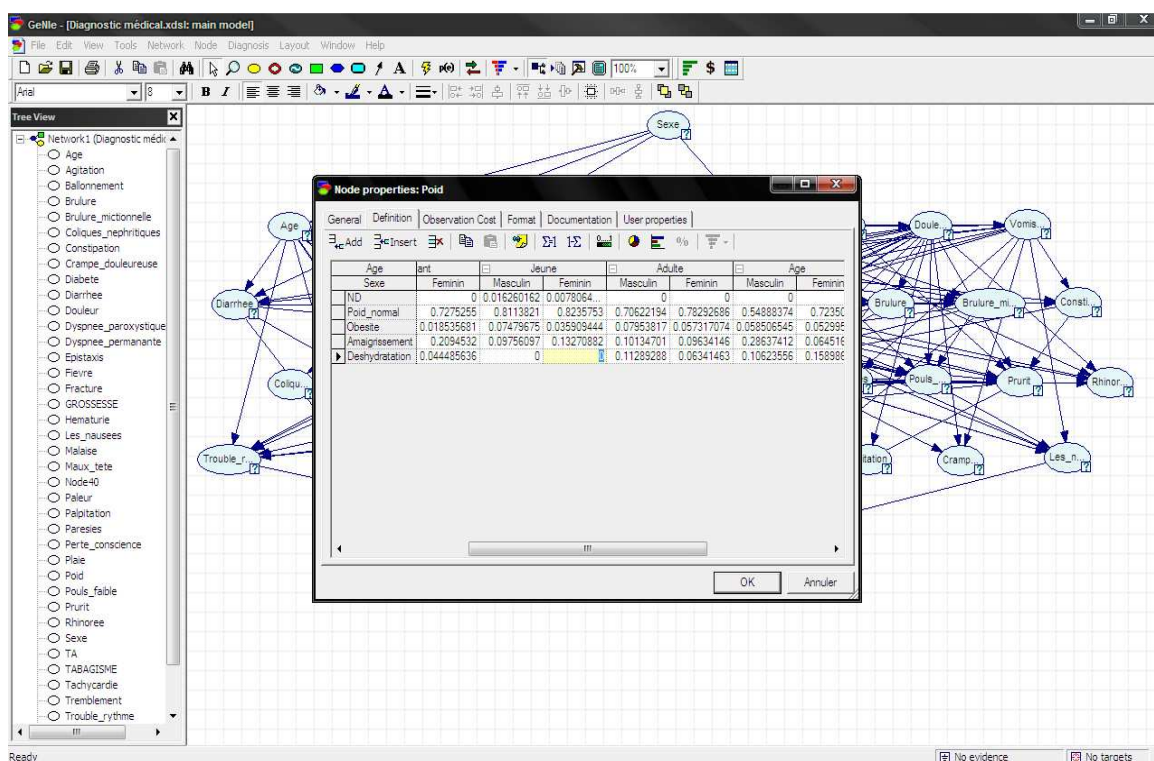 GeNIe - [Diagnostic médical.xdsl: main model]
File Edit View Tools Network Node Diagnosis Layout Window Help
100%
Arial 8 B I A
Tree View
Network1 (Diagnostic médic
Age
Agitation
Ballonnement
Brulure
Brulure_mictionnelle
Coliques_nephritiques
Constipation
Crampe_douleureuse
Diabete
Diarrhee
Douleur
Dyspnee_paroxystique
Dyspnee_permanante
Epistaxis
Fievre
Fracture
GROSSESSE
Hematurie
Les_nausees
Malaise
Maux_tete
Node40
Paleur
Palpitation
Paresies
Perte_conscience
Plaie
Poid
Pouls_faible
Prurit
Rhinoree
Sexe
TA
TABAGISME
Tachycardie
Tremblement
Trouble_rythme
Sexe
Age
Doule...
Vomis...
Diarrhee
Brulure
Brulure_mi...
Consti...
Coliqu...
Pouls_...
Prurit
Rhinor...
Trouble_r...
itation
Cramp...
Les_n...
Node properties: Poid
General Definition Observation Cost Format Documentation User properties
Add Insert
Age ant Jeune Adulte Age
Sexe Feminin Masculin Feminin Masculin Feminin Masculin Feminin
ND 0 0.016260162 0.0078064... 0 0 0
Poid_nomal 0.7275255 0.8113821 0.8235753 0.70622194 0.78292686 0.54888374 0.7235
Obesite 0.018535681 0.07479675 0.035909444 0.07953817 0.057317074 0.058506545 0.052995
Amaigrissement 0.2094532 0.09756097 0.13270882 0.10134701 0.09634146 0.28637412 0.064516
Deshydratation 0.044485636 0 0 0.11289288 0.06341463 0.10623556 0.158986
OK Annuler
Ready
No evidence No targets